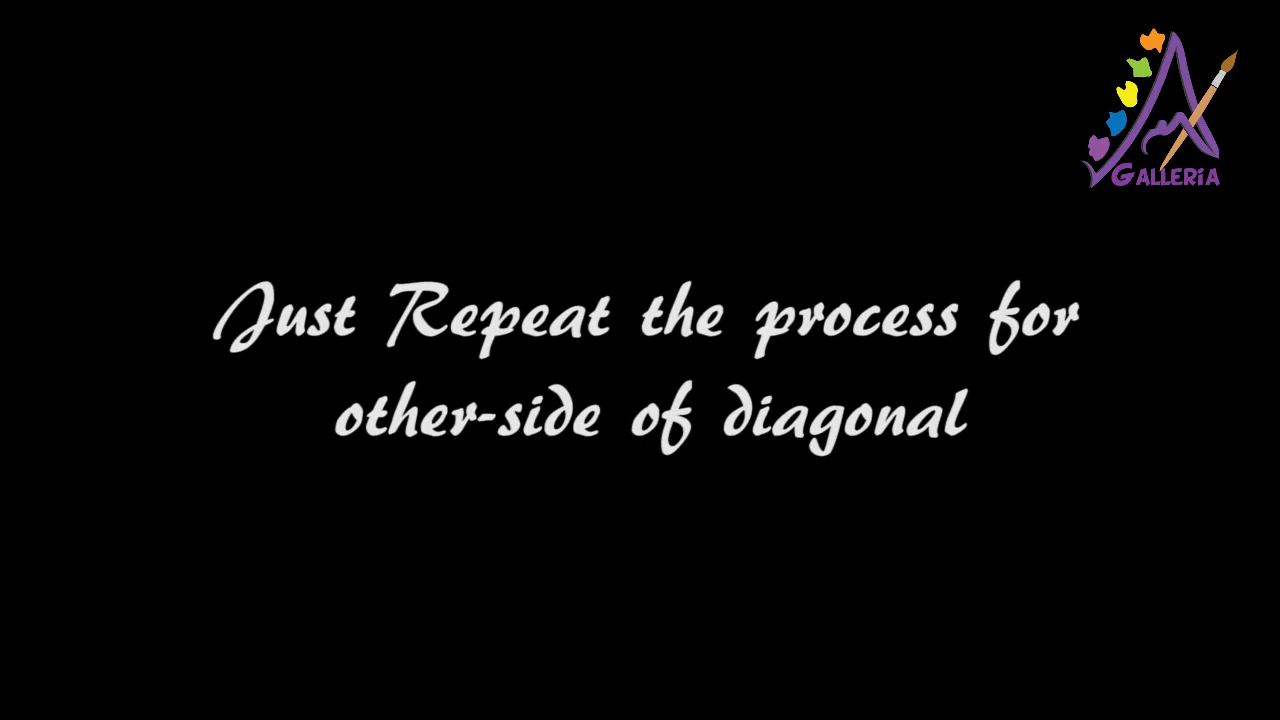 GALLERIA
Just Repeat the process for
other-side of diagonal